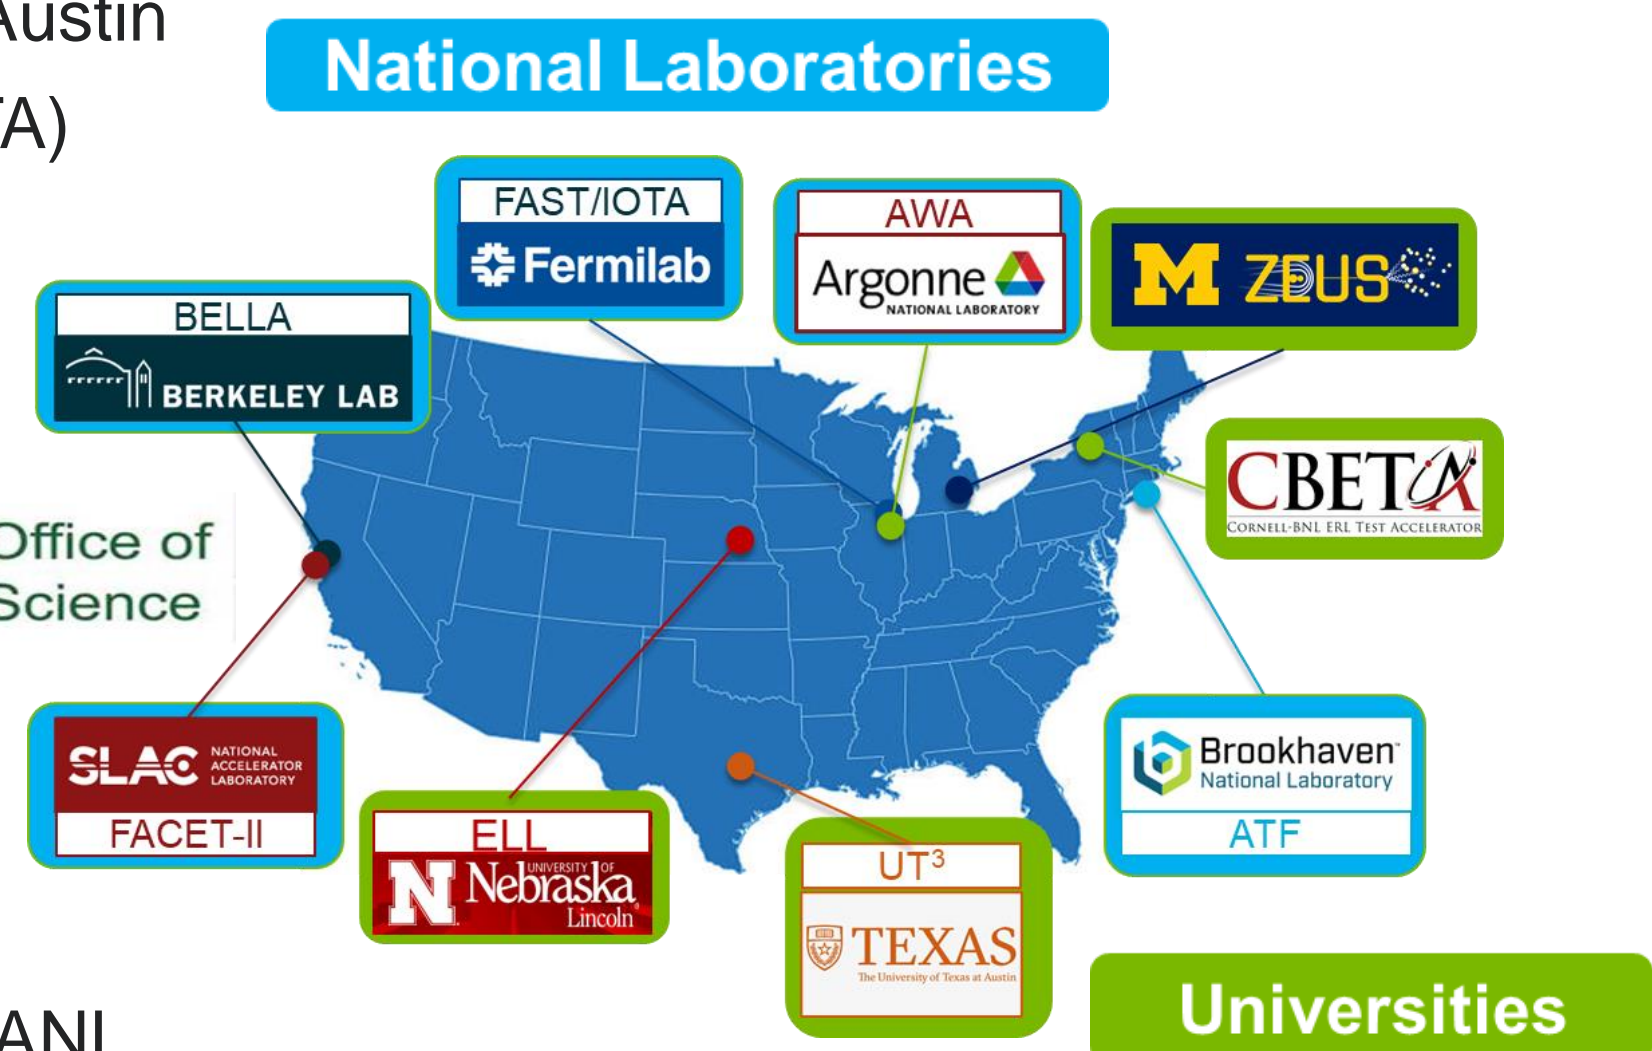 Austin
TA)
National Laboratories
FAST/IOTA
Fermilab
AWA
Argonne
NATIONAL LABORATORY
M ZEUS
BELLA
BERKELEY LAB
CBETA
CORNELL-BNL ERL TEST ACCELERATOR
Office of
Science
SLAC NATIONAL
ACCELERATOR
LABORATORY
FACET-II
ELL
N UNIVERSITY OF
Nebraska
Lincoln
UT³
TEXAS
The University of Texas at Austin
Brookhaven™
National Laboratory
ATF
Universities